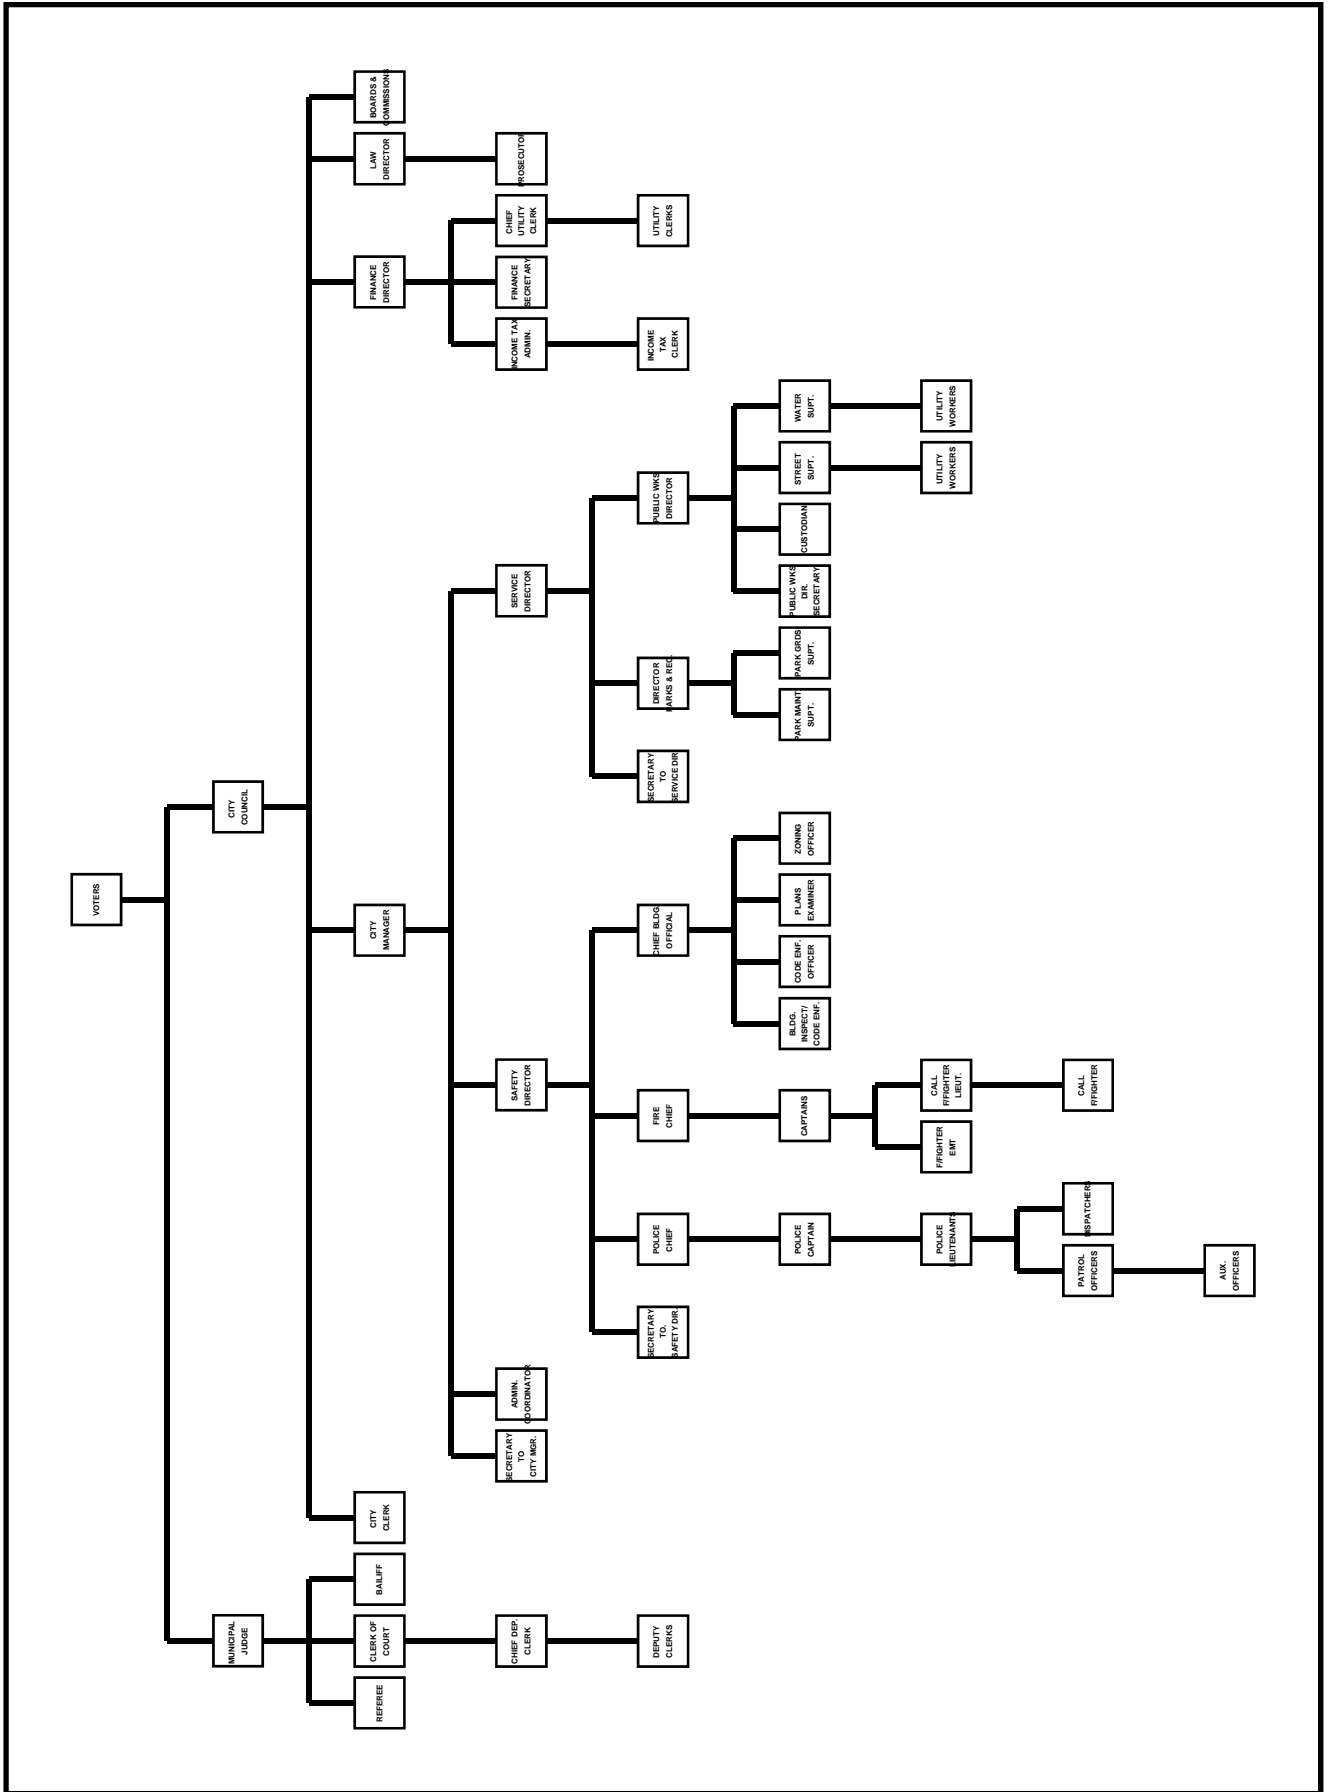 VOTERS
MUNICIPAL
JUDGE
CITY
COUNCIL
REFEREE
CLERK OF
COURT
BAILIFF
CITY
CLERK
CITY
MANAGER
FINANCE
DIRECTOR
LAW
DIRECTOR
BOARDS &
COMMISSIONS
CHIEF DEP.
CLERK
SECRETARY
TO
CITY MGR.
ADMIN.
COORDINATOR
SAFETY
DIRECTOR
SERVICE
DIRECTOR
INCOME TAX
ADMIN.
FINANCE
SECRETARY
CHIEF
UTILITY
CLERK
PROSECUTOR
DEPUTY
CLERKS
SECRETARY
TO.
SAFETY DIR.
POLICE
CHIEF
FIRE
CHIEF
CHIEF BLDG
OFFICIAL
SECRETARY
TO
SERVICE DIR
DIRECTOR
PARKS & REC.
PUBLIC WKS
DIRECTOR
INCOME
TAX
CLERK
UTILITY
CLERKS
POLICE
CAPTAIN
CAPTAINS
BLDG.
INSPECT/
CODE ENF.
CODE ENF.
OFFICER
PLANS
EXAMINER
ZONING
OFFICER
PARK MAINT
SUPT.
PARK GRDS
SUPT.
PUBLIC WKS
DIR.
SECRETARY
CUSTODIAN
STREET
SUPT.
WATER
SUPT.
POLICE
LIEUTENANTS
F/FIGHTER
EMT
CALL
F/FIGHTER
LIEUT.
UTILITY
WORKERS
UTILITY
WORKERS
PATROL
OFFICERS
DISPATCHERS
CALL
F/FIGHTER
AUX.
OFFICERS